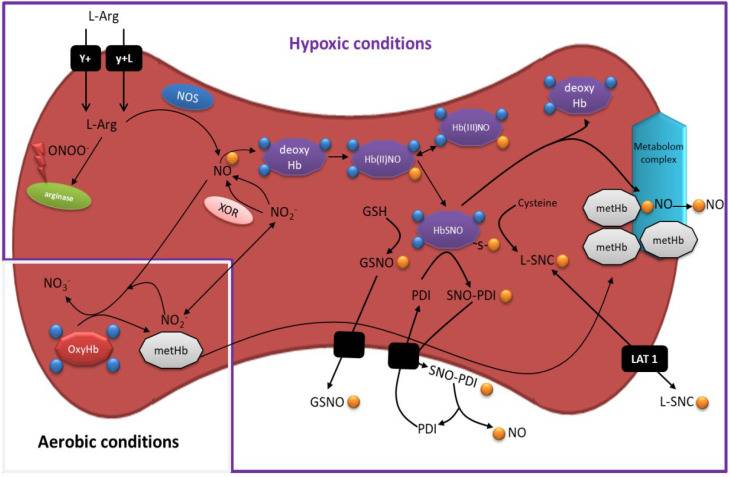 L-Arg
Hypoxic conditions
Y+
y+L
NOS
L-Arg
ONOO⁻
arginase
NO
XOR
NO₂⁻
deoxy
Hb
Hb(II)NO
Hb(III)NO
deoxy
Hb
Metabolom
complex
metHb
NO
NO
metHb
metHb
GSH
HbSNO
Cysteine
-S-
GSNO
L-SNC
PDI
SNO-PDI
NO₃⁻
NO₂⁻
OxyHb
metHb
LAT 1
SNO-PDI
GSNO
L-SNC
PDI
NO
Aerobic conditions